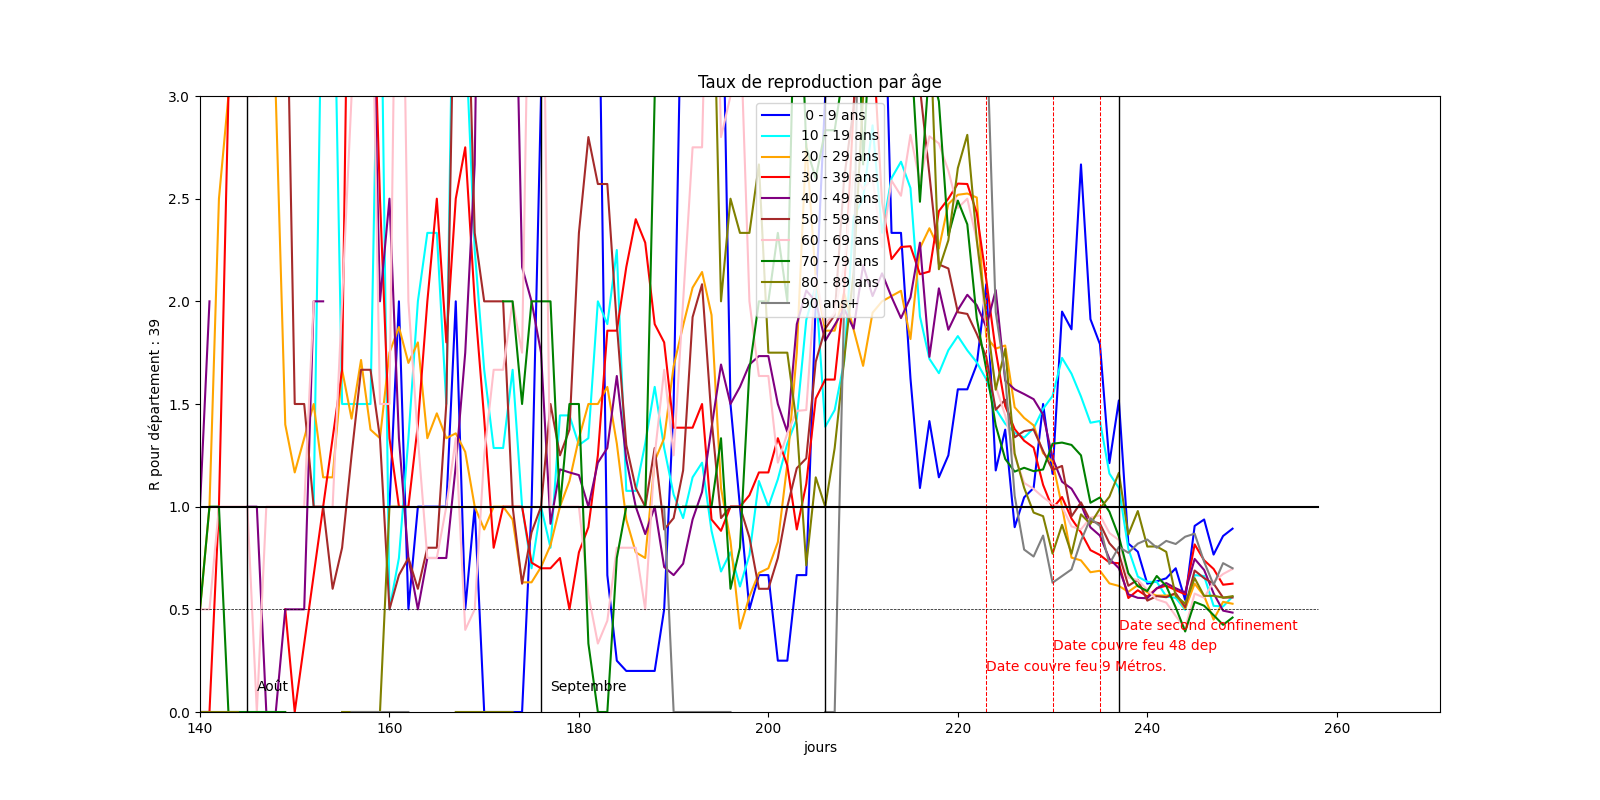 Taux de reproduction par âge
R pour département : 39
3.0
2.5
2.0
1.5
1.0
0.5
0.0
0 - 9 ans
10 - 19 ans
20 - 29 ans
30 - 39 ans
40 - 49 ans
50 - 59 ans
60 - 69 ans
70 - 79 ans
80 - 89 ans
90 ans+
Date second confinement
Date couvre feu 48 dep
Date couvre feu 9 Métros.
Août
Septembre
140 160 180 200 220 240 260
jours